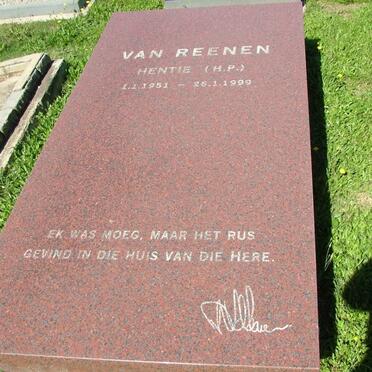 VAN REENEN
HENTIE (H.P.)
1.1.1951 – 26.1.1999
EK WAS MOEG, MAAR HET RUS
GEVIND IN DIE HUIS VAN DIE HERE.